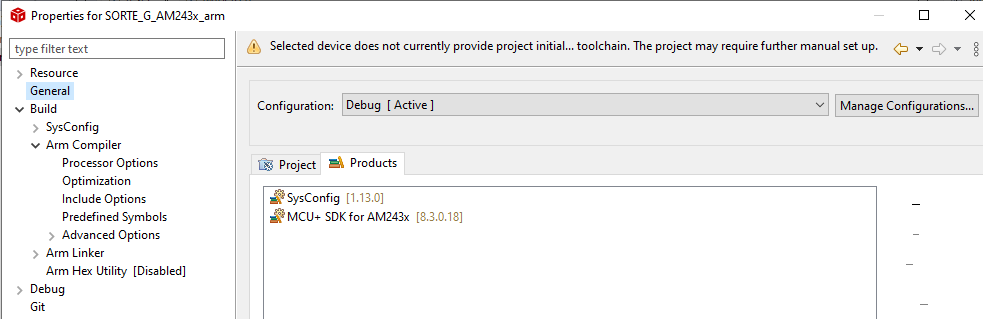 Properties for SORTE_G_AM243x_arm
type filter text
Resource
General
Build
SysConfig
Arm Compiler
Processor Options
Optimization
Include Options
Predefined Symbols
Advanced Options
Arm Linker
Arm Hex Utility [Disabled]
Debug
Git
Selected device does not currently provide project initial... toolchain. The project may require further manual set up.
Configuration:
Debug [ Active ]
Manage Configurations...
Project
Products
SysConfig [1.13.0]
MCU+ SDK for AM243x [8.3.0.18]